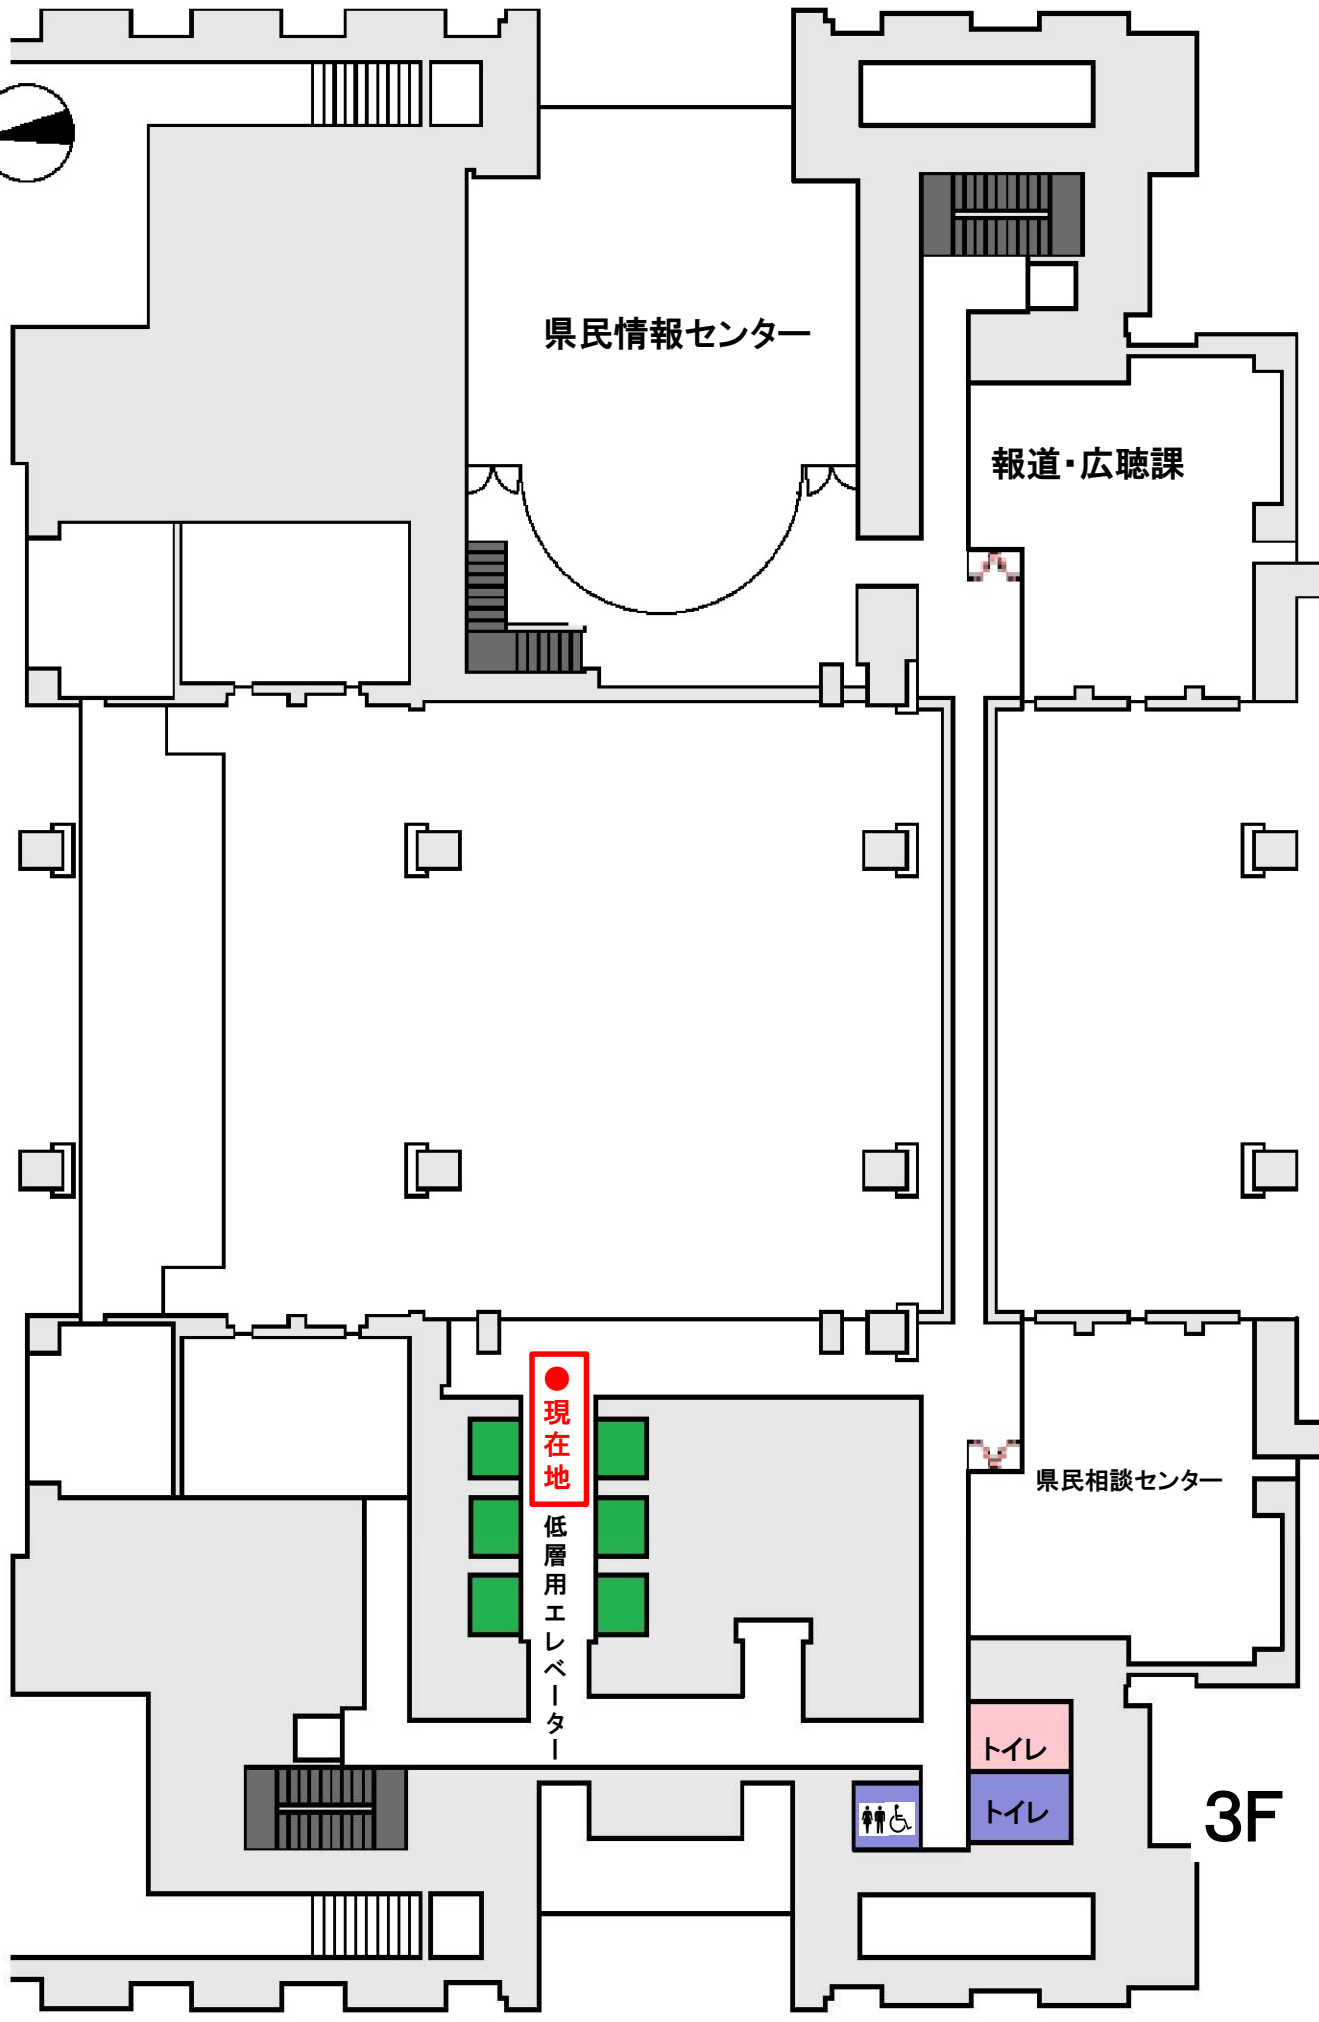 県民情報センター
報道・広聴課
現在地
県民相談センター
低層用エレベーター
トイレ
トイレ
3F